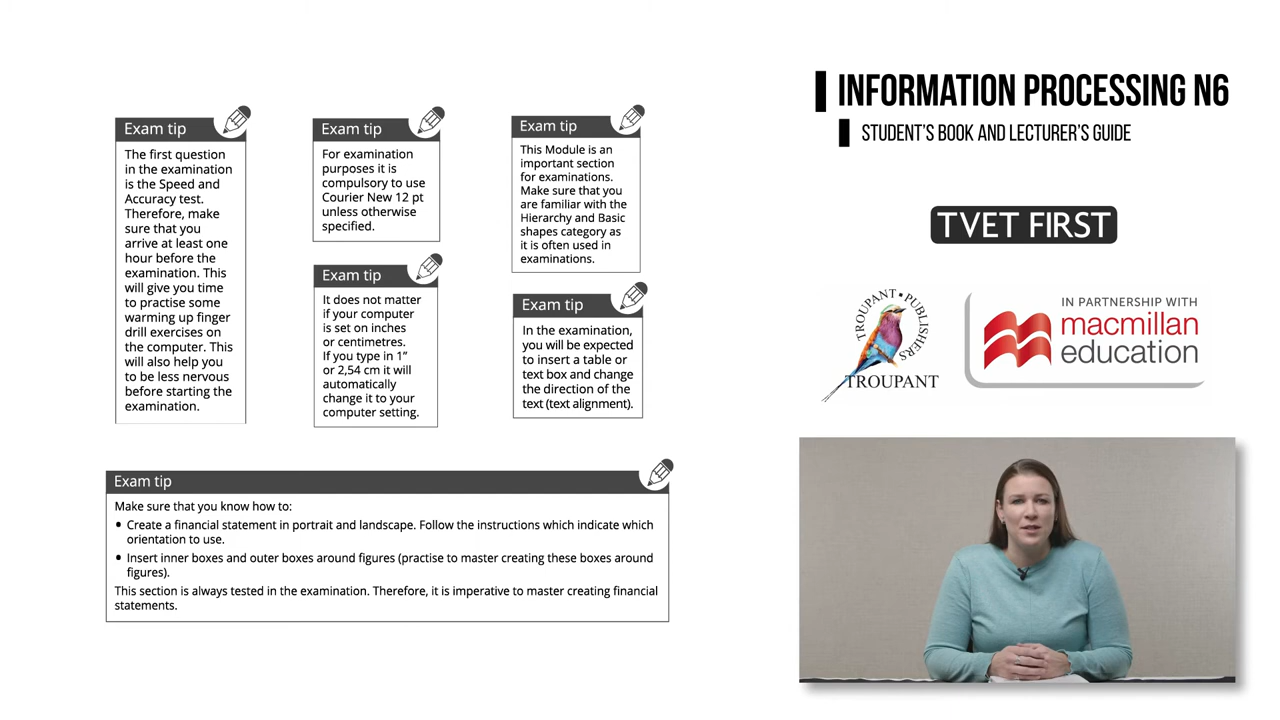 Exam tip
The first question
in the examination
is the Speed and
Accuracy test.
Therefore, make
sure that you
arrive at least one
hour before the
examination. This
will give you time
to practise some
warming up finger
drill exercises on
the computer. This
will also help you
to be less nervous
before starting the
examination.
Exam tip
For examination
purposes it is
compulsory to use
Courier New 12 pt
unless otherwise
specified.
Exam tip
It does not matter
if your computer
is set on inches
or centimetres.
If you type in 1”
or 2,54 cm it will
automatically
change it to your
computer setting.
Exam tip
This Module is an
important section
for examinations.
Make sure that you
are familiar with the
Hierarchy and Basic
shapes category as
it is often used in
examinations.
Exam tip
In the examination,
you will be expected
to insert a table or
text box and change
the direction of the
text (text alignment).
Exam tip
Make sure that you know how to:
• Create a financial statement in portrait and landscape. Follow the instructions which indicate which
orientation to use.
• Insert inner boxes and outer boxes around figures (practise to master creating these boxes around
figures).
This section is always tested in the examination. Therefore, it is imperative to master creating financial
statements.
INFORMATION PROCESSING N6
STUDENT'S BOOK AND LECTURER'S GUIDE
TVET FIRST
TROUPANT • PUBLISHERS
TROUPANT
IN PARTNERSHIP WITH
macmillan
education